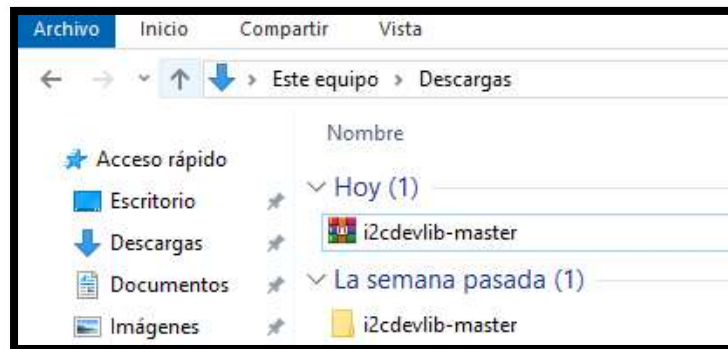 Archivo Inicio Compartir Vista
Este equipo > Descargas
Nombre
Acceso rápido
Hoy (1)
Escritorio
i2cdevlib-master
Descargas
La semana pasada (1)
Documentos
i2cdevlib-master
Imágenes